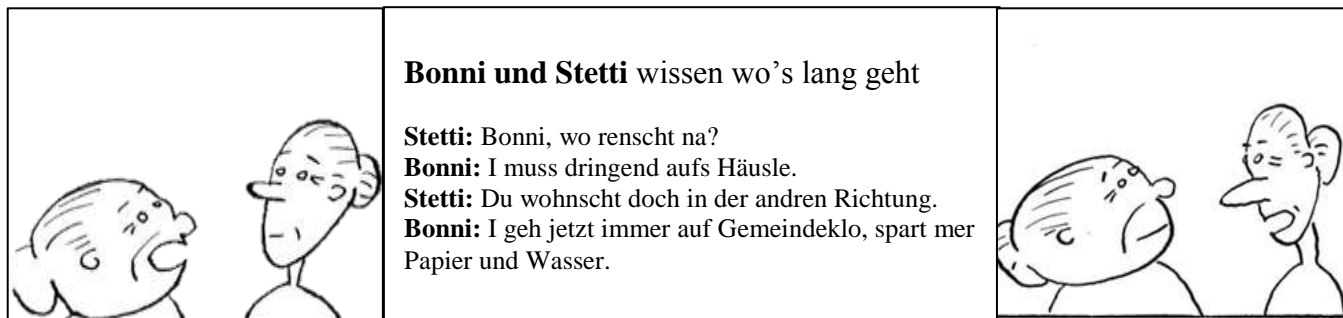 Bonni und Stetti wissen wo’s lang geht
Stetti: Bonni, wo renscht na?
Bonni: I muss dringend aufs Häusle.
Stetti: Du wohnscht doch in der andren Richtung.
Bonni: I geh jetzt immer auf Gemeindeklo, spart mer
Papier und Wasser.